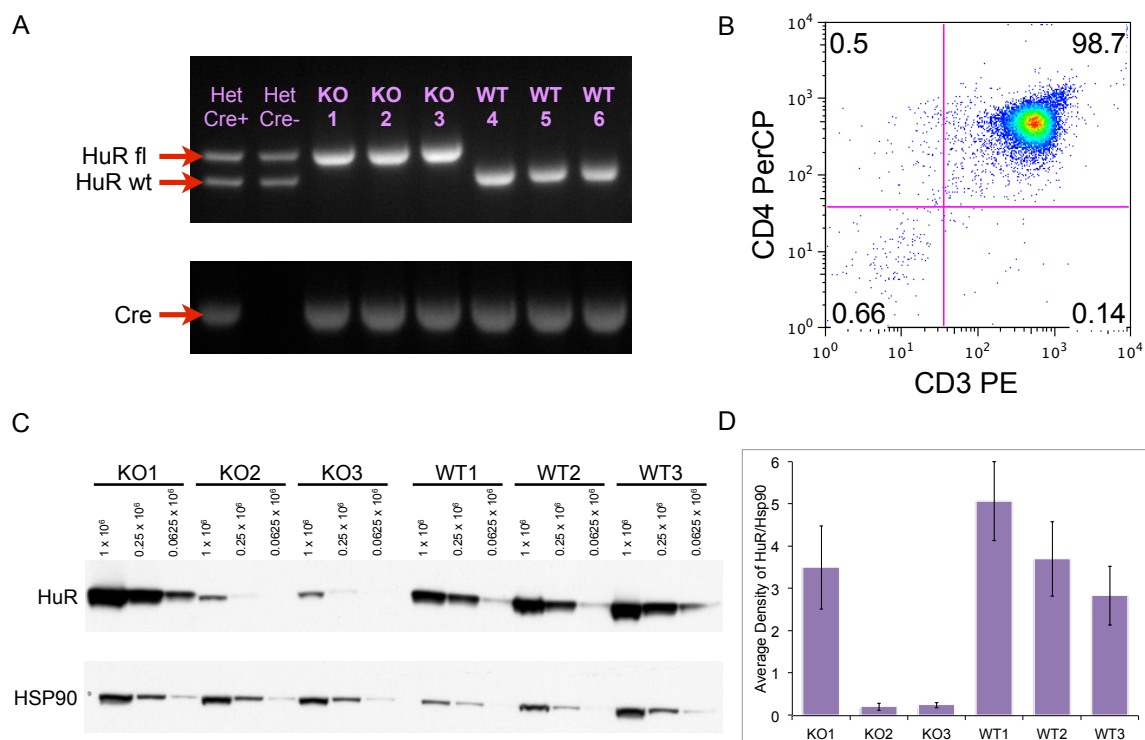 A
Het Het KO KO KO WT WT WT
Cre+ Cre- 1 2 3 4 5 6
HuR fl
HuR wt
Cre
B
10⁴
10³
10²
10¹
10⁰
0.5 98.7
0.66 0.14
CD4 PerCP
10⁰ 10¹ 10² 10³ 10⁴
CD3 PE
C
KO1 KO2 KO3 WT1 WT2 WT3
1 x 10⁶ 0.25 x 10⁶ 0.0625 x 10⁶ 1 x 10⁶ 0.25 x 10⁶ 0.0625 x 10⁶ 1 x 10⁶ 0.25 x 10⁶ 0.0625 x 10⁶ 1 x 10⁶ 0.25 x 10⁶ 0.0625 x 10⁶ 1 x 10⁶ 0.25 x 10⁶ 0.0625 x 10⁶ 1 x 10⁶ 0.25 x 10⁶ 0.0625 x 10⁶
HuR
HSP90
D
Average Density of HuR/Hsp90
6
5
4
3
2
1
0
KO1 KO2 KO3 WT1 WT2 WT3